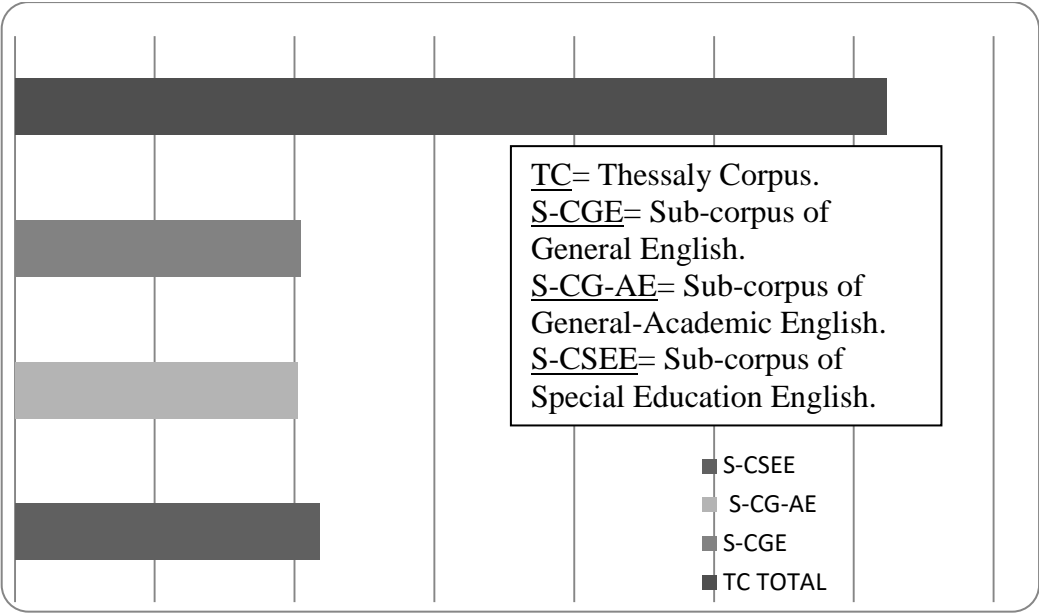 TC= Thessaly Corpus.
S-CGE= Sub-corpus of
General English.
S-CG-AE= Sub-corpus of
General-Academic English.
S-CSEE= Sub-corpus of
Special Education English.
S-CSEE
S-CG-AE
S-CGE
TC TOTAL